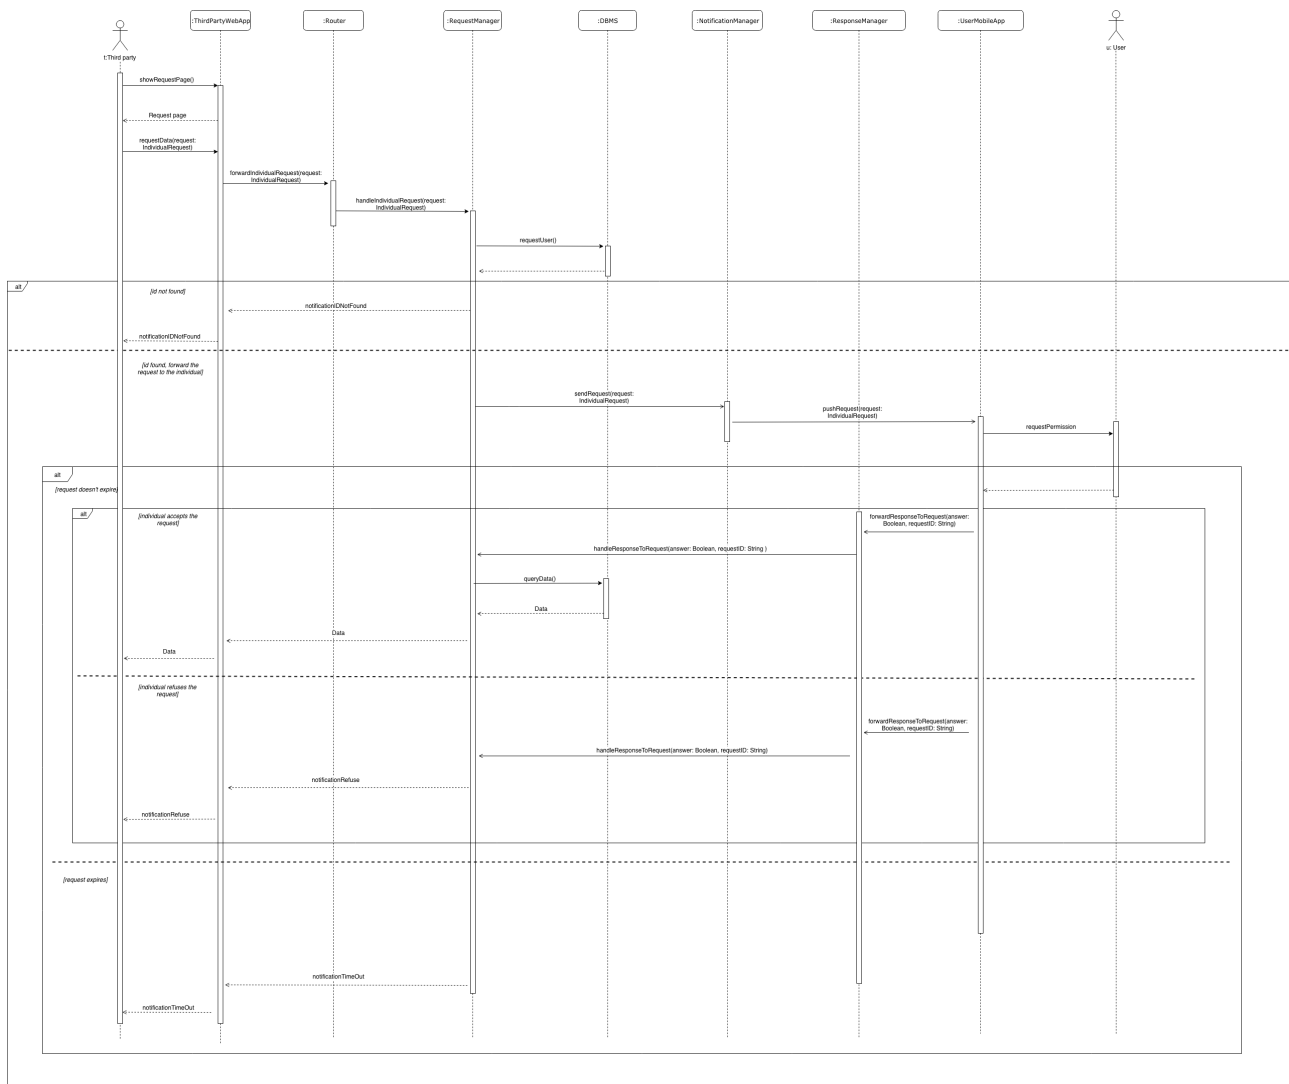 :ThirdPartyWebApp
:Router
:RequestManager
:DBMS
:NotificationManager
:ResponseManager
:UserMobileApp
u: User
t:Third party
showRequestPage()
Request page
requestData(request:
IndividualRequest)
forwardIndividualRequest(request:
IndividualRequest)
handleIndividualRequest(request:
IndividualRequest)
requestUser()
alt
[id not found]
notificationIDNotFound
notificationIDNotFound
[id found, forward the
request to the individual]
sendRequest(request:
IndividualRequest)
pushRequest(request:
IndividualRequest)
requestPermission
alt
[request doesn't expire]
alt
[individual accepts the
request]
forwardResponseToRequest(answer:
Boolean, requestID: String)
handleResponseToRequest(answer: Boolean, requestID: String )
queryData()
Data
Data
Data
[individual refuses the
request]
forwardResponseToRequest(answer:
Boolean, requestID: String)
handleResponseToRequest(answer: Boolean, requestID: String)
notificationRefuse
notificationRefuse
[request expires]
notificationTimeOut
notificationTimeOut